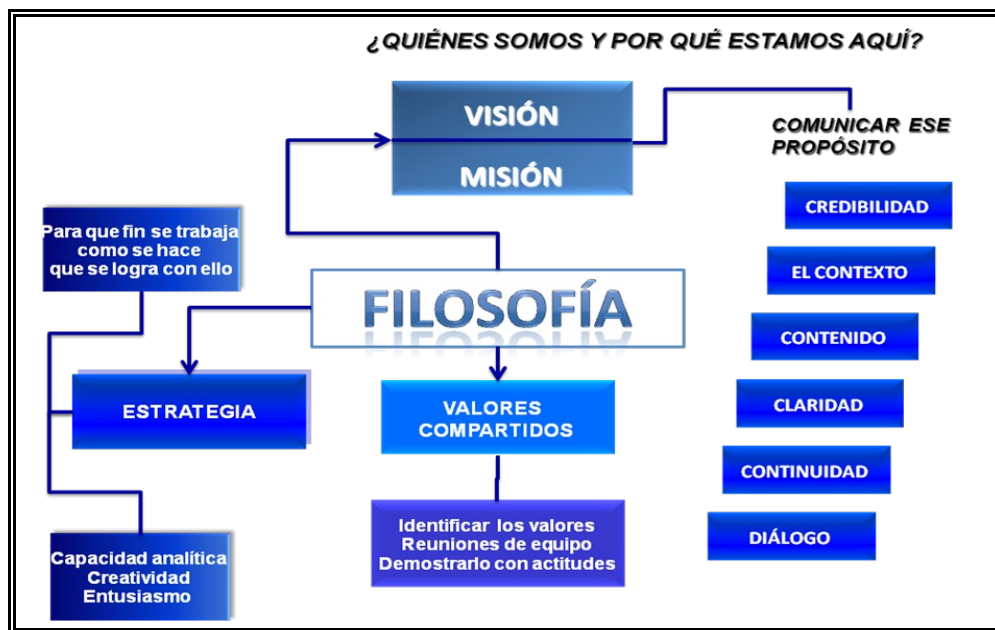 ¿QUIÉNES SOMOS Y POR QUÉ ESTAMOS AQUÍ?
VISIÓN
MISIÓN
COMUNICAR ESE
PROPÓSITO
CREDIBILIDAD
EL CONTEXTO
CONTENIDO
CLARIDAD
CONTINUIDAD
DIÁLOGO
Para que fin se trabaja
como se hace
que se logra con ello
FILOSOFÍA
ESTRATEGIA
VALORES
COMPARTIDOS
Identificar los valores
Reuniones de equipo
Demostrarlo con actitudes
Capacidad analítica
Creatividad
Entusiasmo